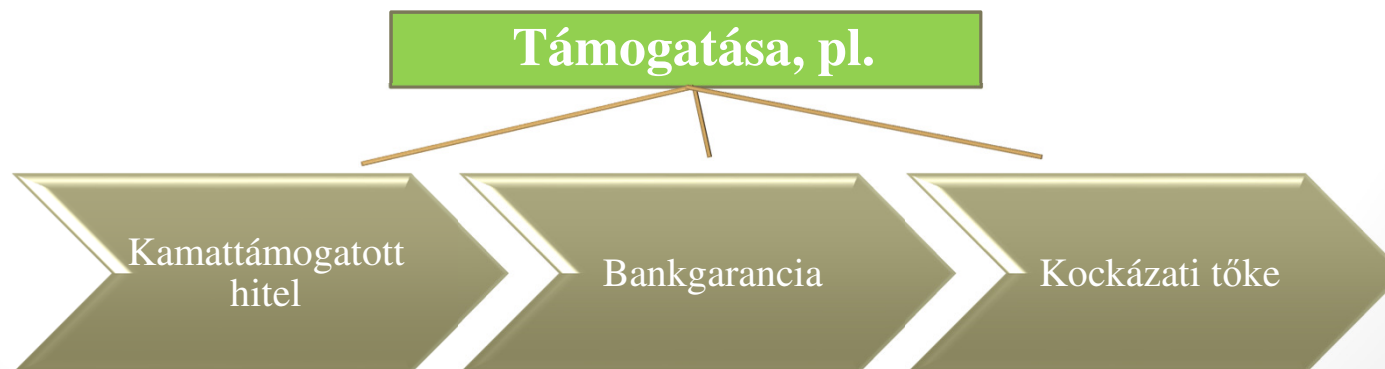 Támogatása, pl.
Kamattámogatott
hitel
Bankgarancia
Kockázati tőke